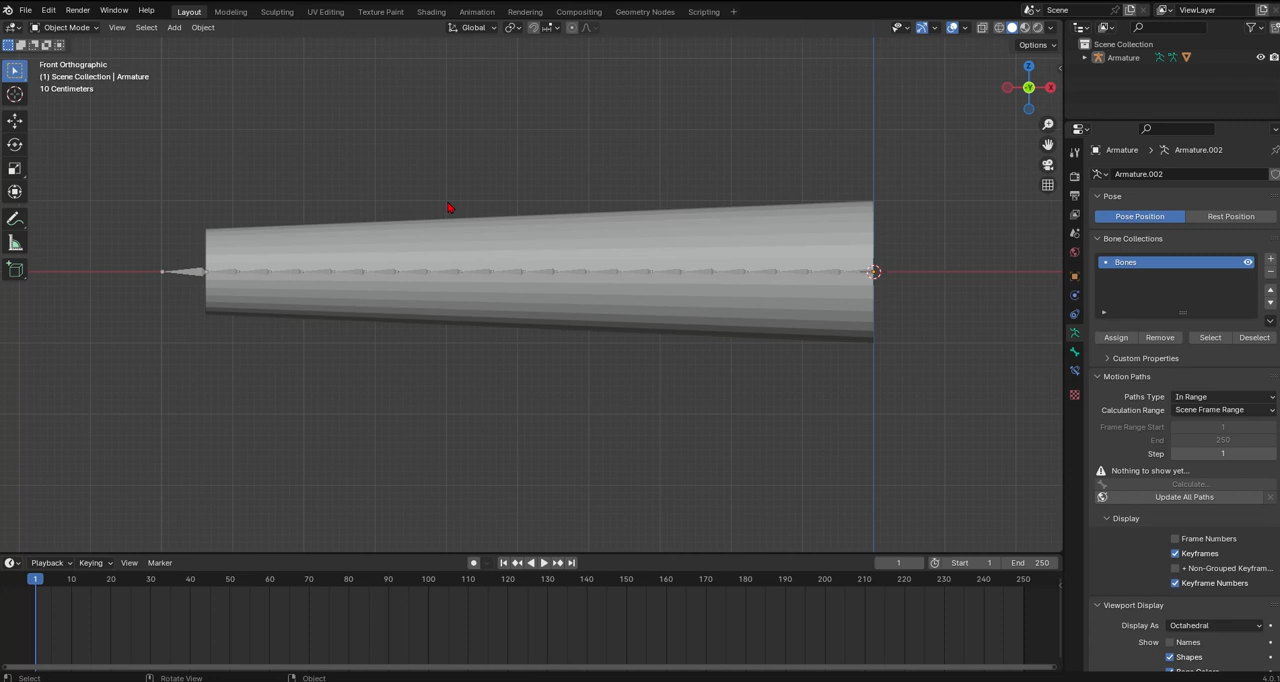 File Edit Render Window Help Layout Modeling Sculpting UV Editing Texture Paint Shading Animation Rendering Compositing Geometry Nodes Scripting + Scene ViewLayer
Object Mode View Select Add Object Global
Options
Front Orthographic
(1) Scene Collection | Armature
10 Centimeters
Z
X
-Y
Scene Collection
Armature
Armature > Armature.002
Armature.002
Pose
Pose Position Rest Position
Bone Collections
Bones
Assign Remove Select Deselect
Custom Properties
Motion Paths
Paths Type In Range
Calculation Range Scene Frame Range
Frame Range Start 1
End 250
Step 1
Nothing to show yet...
Calculate...
Update All Paths
Display
Frame Numbers
Keyframes
+ Non-Grouped Keyfram...
Keyframe Numbers
Viewport Display
Display As Octahedral
Show Names
Shapes
Playback Keying View Marker 1 Start 1 End 250
1 10 20 30 40 50 60 70 80 90 100 110 120 130 140 150 160 170 180 190 200 210 220 230 240 250
Select Rotate View Object 4.0.1